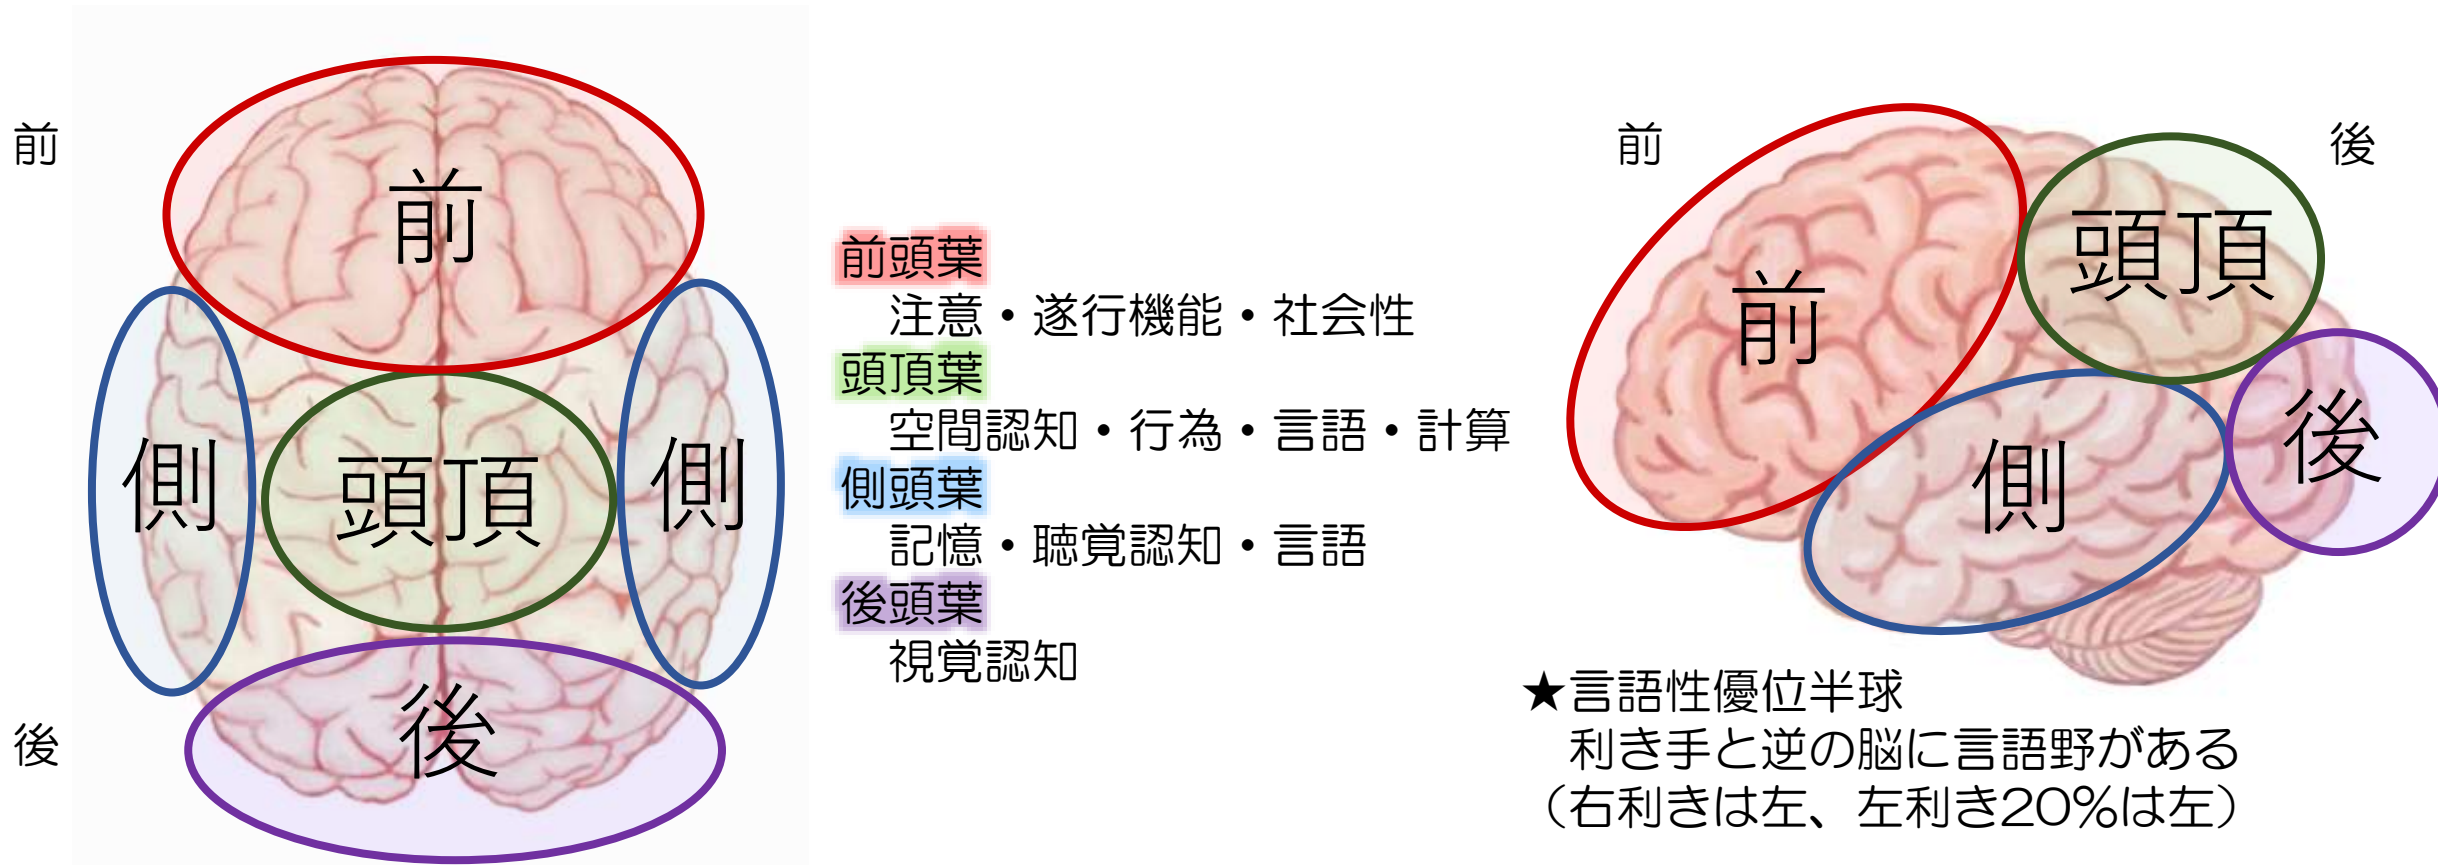 前
前
側
頭頂
側
後
後
前頭葉
注意・遂行機能・社会性
頭頂葉
空間認知・行為・言語・計算
側頭葉
記憶・聴覚認知・言語
後頭葉
視覚認知
前
後
前
頭頂
側
後
★言語性優位半球
利き手と逆の脳に言語野がある
（右利きは左、左利き20%は左）